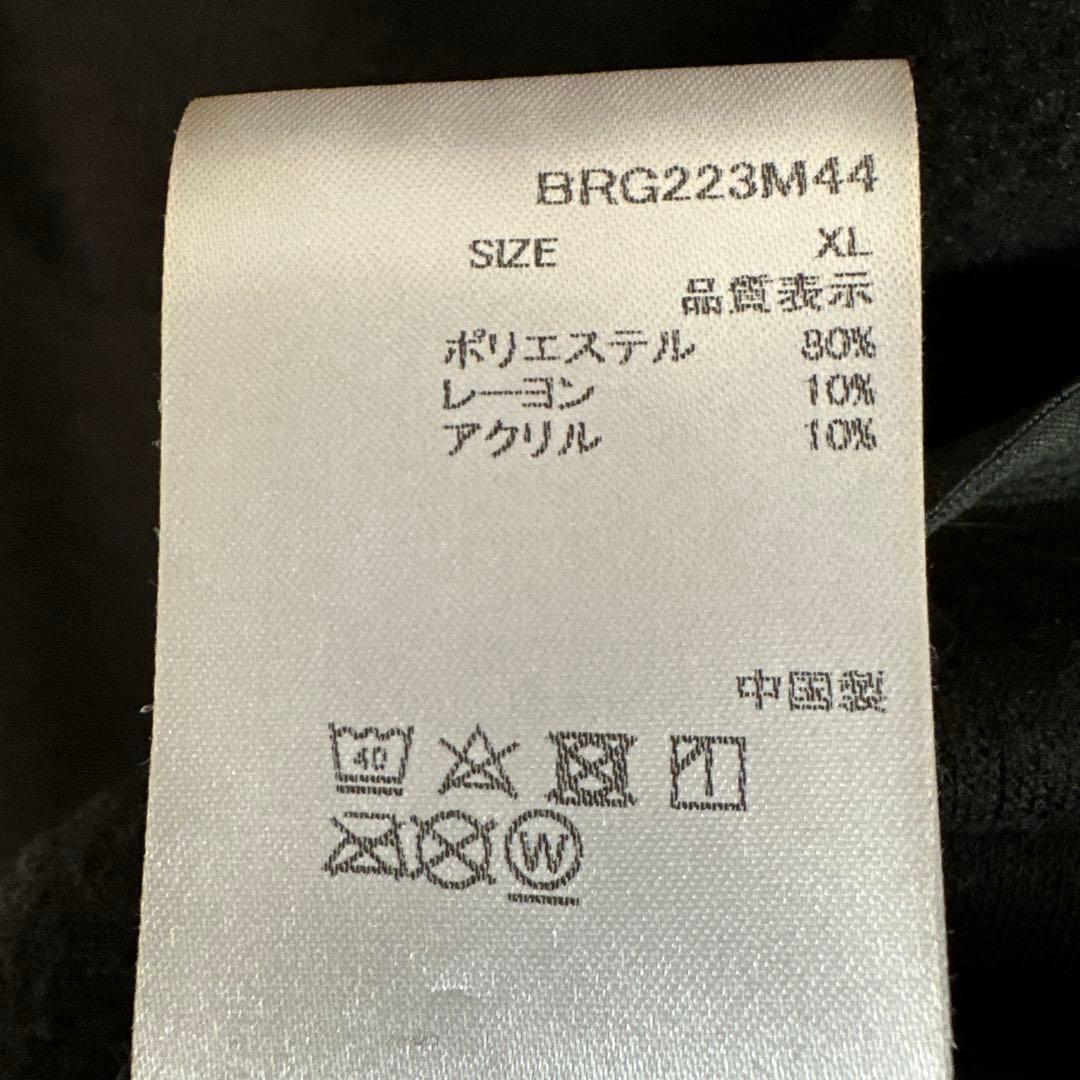 BRG223M44
SIZE XL
品質表示
ポリエステル 80%
レーヨン 10%
アクリル 10%
中国製
40
W